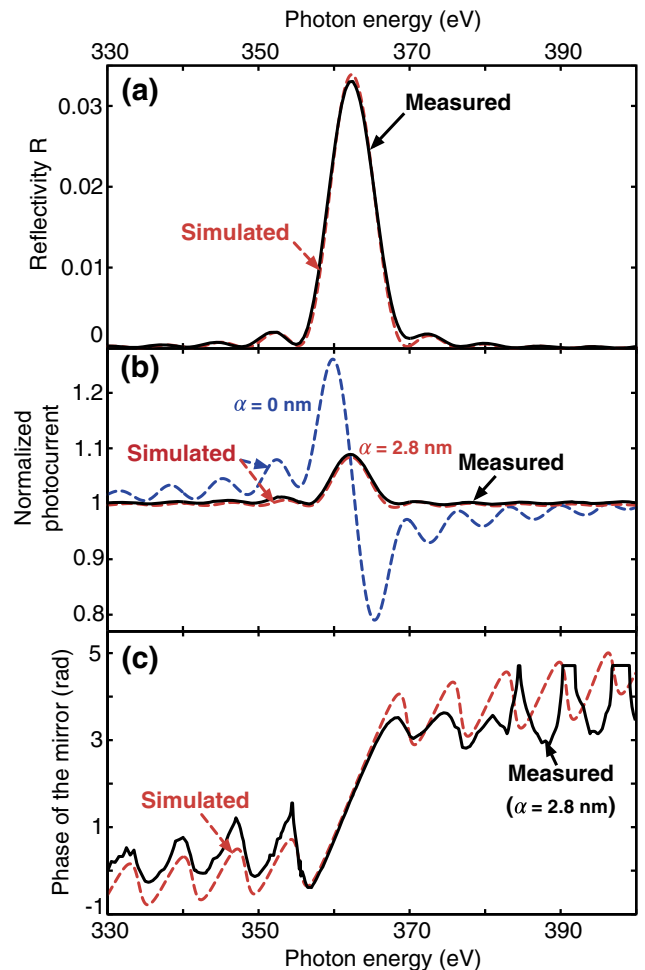 Photon energy (eV)
330 350 370 390
(a)
Measured
Simulated
Reflectivity R
0.03
0.01
0
(b)
α = 0 nm
α = 2.8 nm
Simulated
Measured
Normalized
photocurrent
1.2
1.1
1
0.9
0.8
(c)
Simulated
Measured
(α = 2.8 nm)
Phase of the mirror (rad)
5
3
1
-1
330 350 370 390
Photon energy (eV)